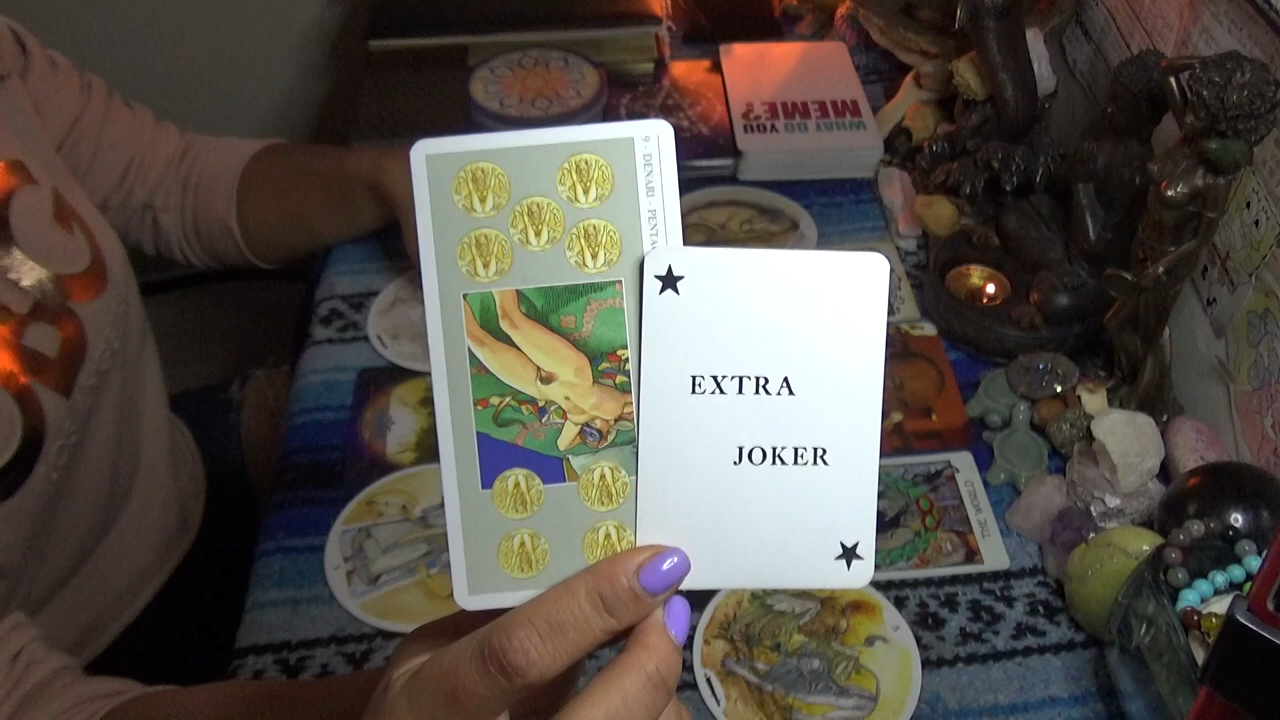 9 - DENARI - PENTA
EXTRA
JOKER
WHAT DO YOU
MEME?
THE WORLD